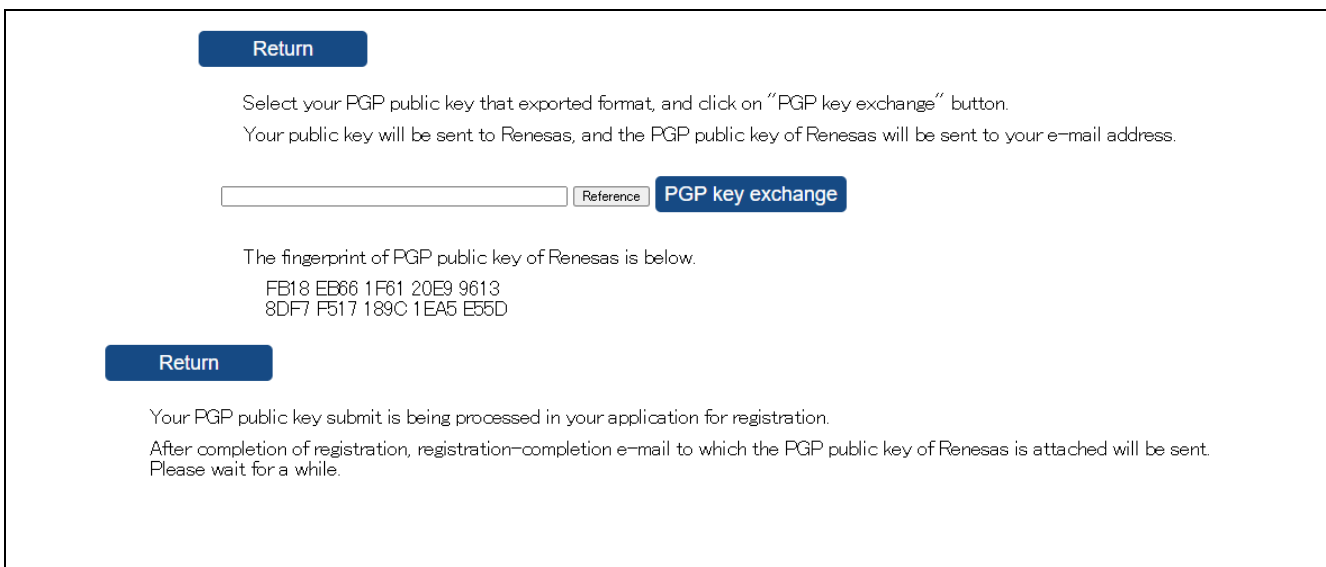 Return
Select your PGP public key that exported format, and click on "PGP key exchange" button.
Your public key will be sent to Renesas, and the PGP public key of Renesas will be sent to your e-mail address.
Reference PGP key exchange
The fingerprint of PGP public key of Renesas is below.
FB18 EB66 1F61 20E9 9613
8DF7 F517 189C 1EA5 E55D
Return
Your PGP public key submit is being processed in your application for registration.
After completion of registration, registration-completion e-mail to which the PGP public key of Renesas is attached will be sent.
Please wait for a while.